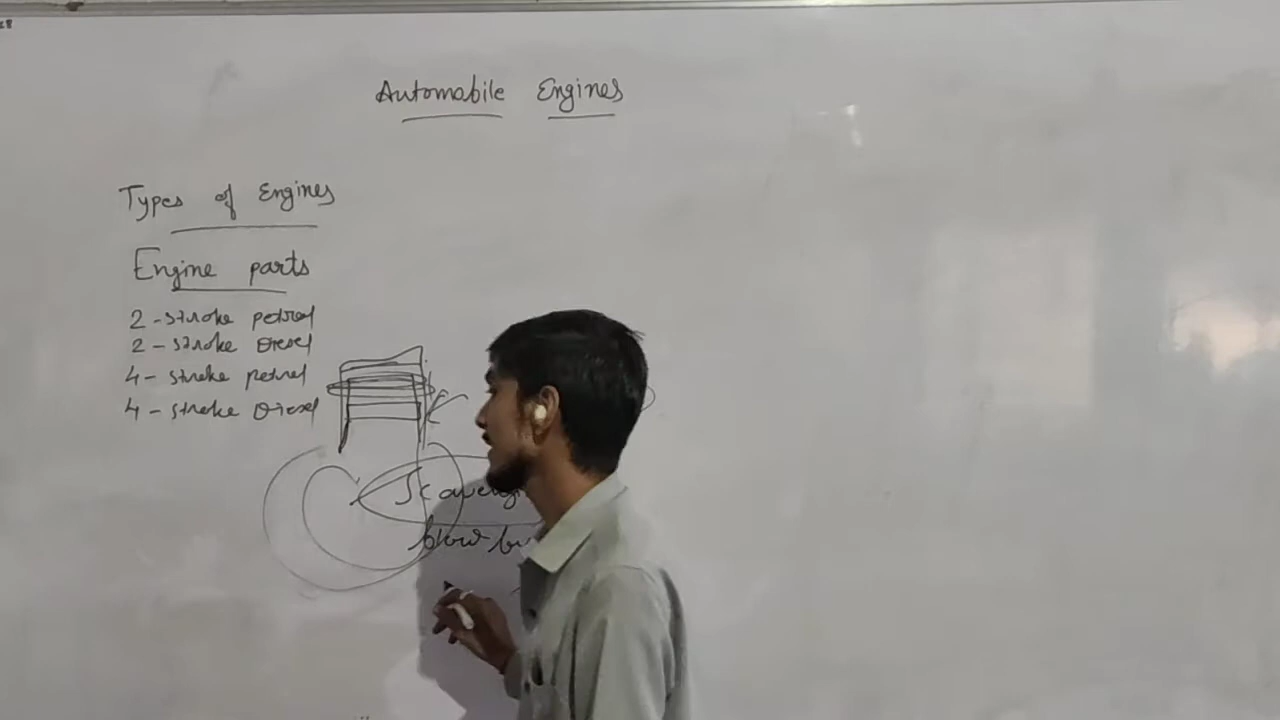 Automobile Engines
Types of Engines
Engine parts
2 - stroke petrol
2 - stroke Diesel
4 - stroke petrol
4 - stroke Diesel